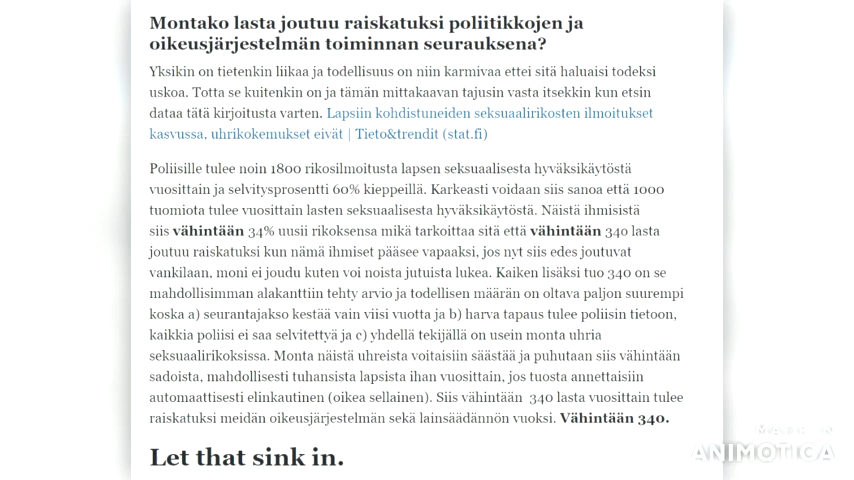 Montako lasta joutuu raiskatuksi poliitikkojen ja
oikeusjärjestelmän toiminnan seurauksena?
Yksikin on tietenkin liikaa ja todellisuus on niin karmivaa ettei sitä haluaisi todeksi
uskoa. Totta se kuitenkin on ja tämän mittakaavan tajusin vasta itsekkin kun etsin
dataa tätä kirjoitusta varten. Lapsiin kohdistuneiden seksuaalirikosten ilmoitukset
kasvussa, uhrikokemukset eivät | Tieto&trendit (stat.fi)
Poliisille tulee noin 1800 rikosilmoitusta lapsen seksuaalisesta hyväksikäytöstä
vuosittain ja selvitysprosentti 60% kieppeillä. Karkeasti voidaan siis sanoa että 1000
tuomiota tulee vuosittain lasten seksuaalisesta hyväksikäytöstä. Näistä ihmisistä
siis vähintään 34% uusii rikoksensa mikä tarkoittaa sitä että vähintään 340 lasta
joutuu raiskatuksi kun nämä ihmiset pääsee vapaaksi, jos nyt siis edes joutuvat
vankilaan, moni ei joudu kuten voi noista jutuista lukea. Kaiken lisäksi tuo 340 on se
mahdollisimman alakanttiin tehty arvio ja todellisen määrän on oltava paljon suurempi
koska a) seurantajakso kestää vain viisi vuotta ja b) harva tapaus tulee poliisin tietoon,
kaikkia poliisi ei saa selvitettyä ja c) yhdellä tekijällä on usein monta uhria
seksuaalirikoksissa. Monta näistä uhreista voitaisiin säästää ja puhutaan siis vähintään
sadoista, mahdollisesti tuhansista lapsista ihan vuosittain, jos tuosta annettaisiin
automaattisesti elinkautinen (oikea sellainen). Siis vähintään 340 lasta vuosittain tulee
raiskatuksi meidän oikeusjärjestelmän sekä lainsäädännön vuoksi. Vähintään 340.
Let that sink in.
ANIMOTICA